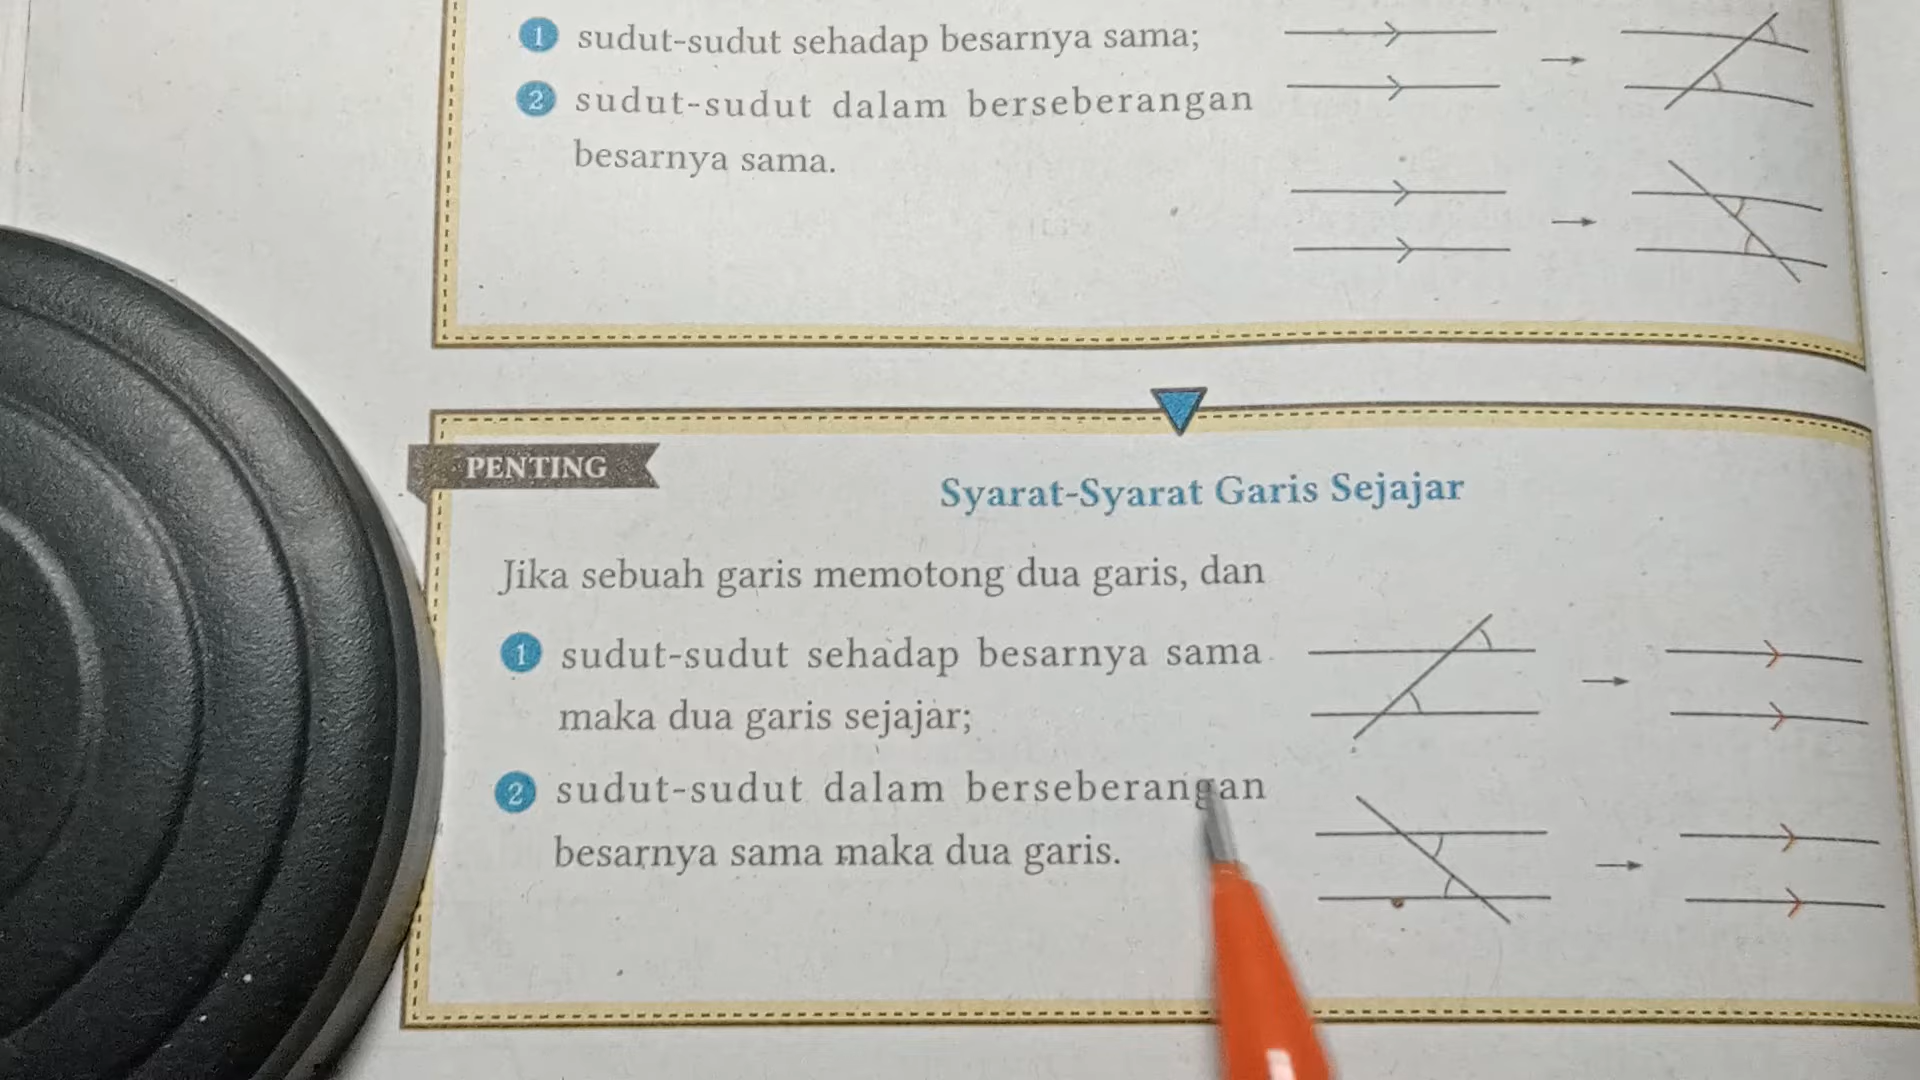 1 sudut-sudut sehadap besarnya sama;
2 sudut-sudut dalam berseberangan
besarnya sama.
PENTING
Syarat-Syarat Garis Sejajar
Jika sebuah garis memotong dua garis, dan
1 sudut-sudut sehadap besarnya sama
maka dua garis sejajar;
2 sudut-sudut dalam berseberangan
besarnya sama maka dua garis.